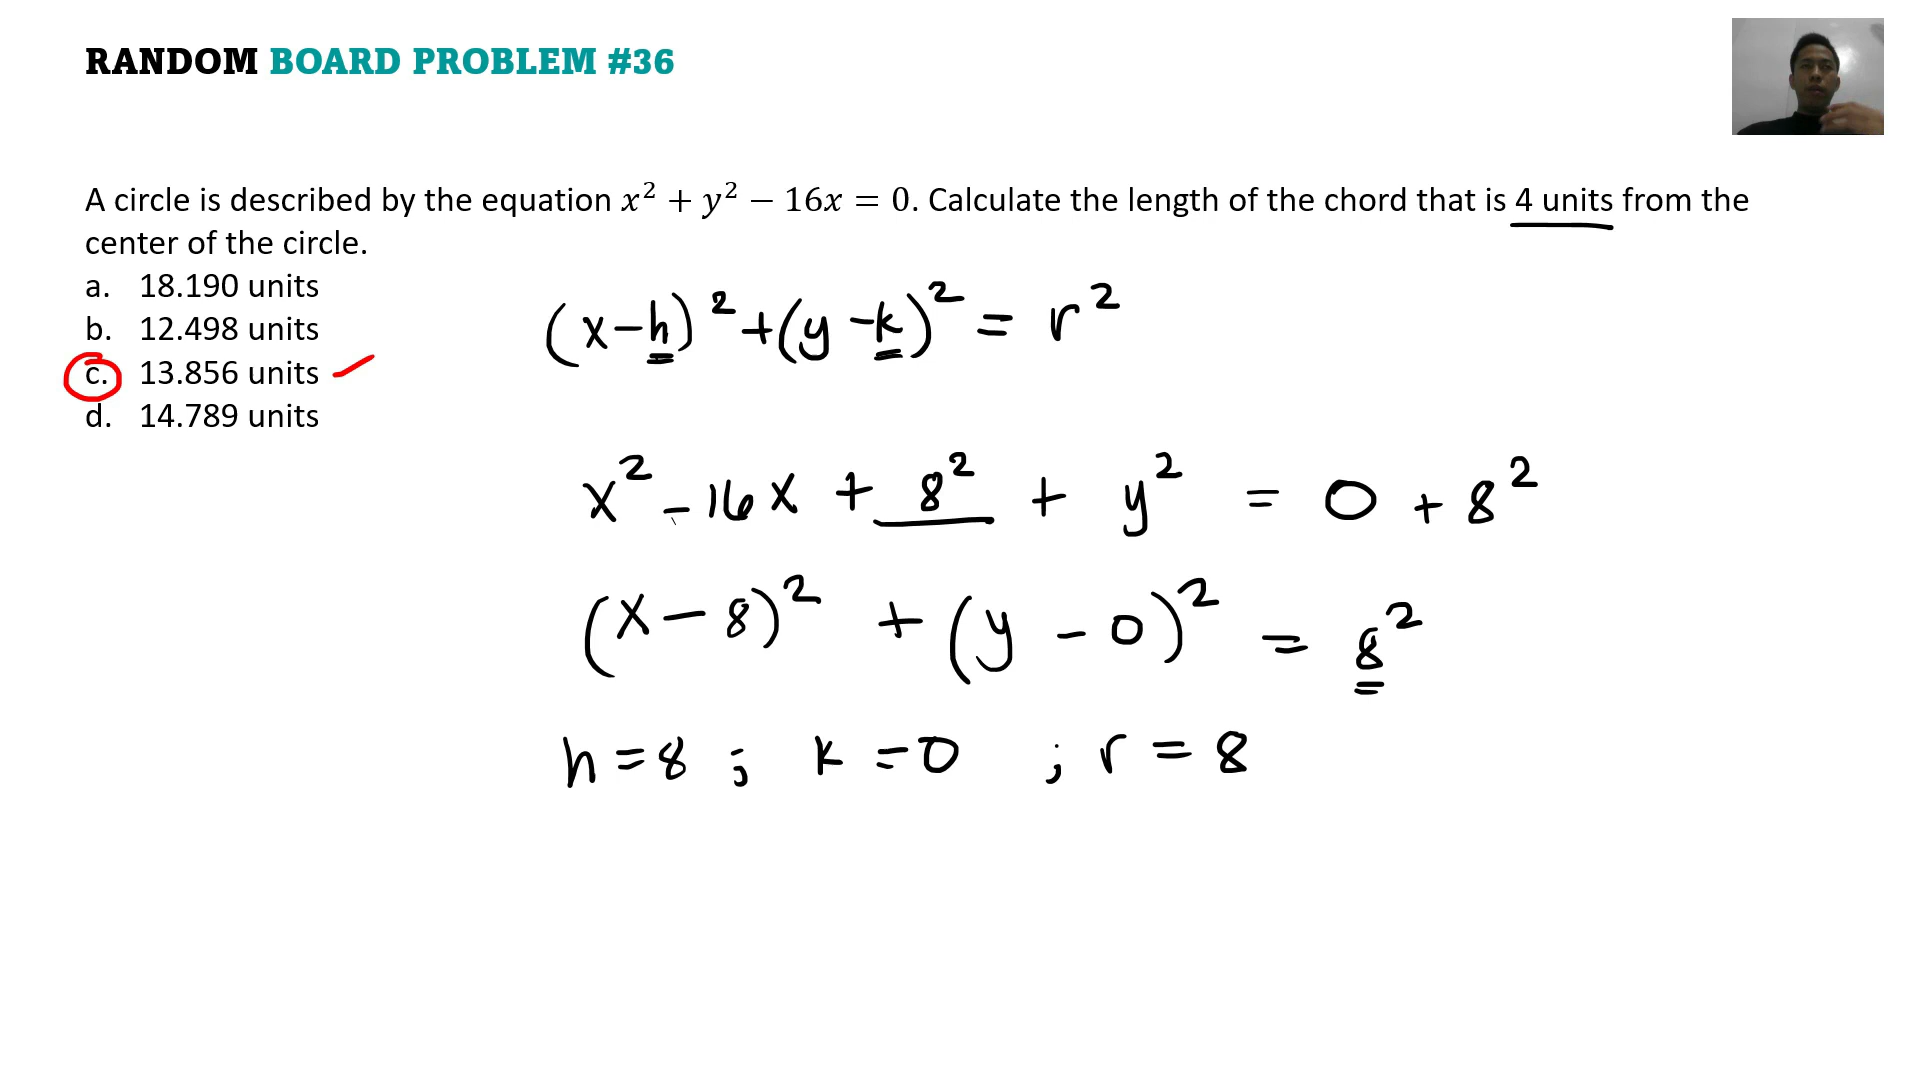 RANDOM BOARD PROBLEM #36
A circle is described by the equation x² + y² − 16x = 0. Calculate the length of the chord that is 4 units from the
center of the circle.
a. 18.190 units
b. 12.498 units
c. 13.856 units
d. 14.789 units
(x-h)² + (y-k)² = r²
x² - 16x + 8² + y² = 0 + 8²
(x - 8)² + (y - 0)² = 8²
h = 8 ; k = 0 ; r = 8